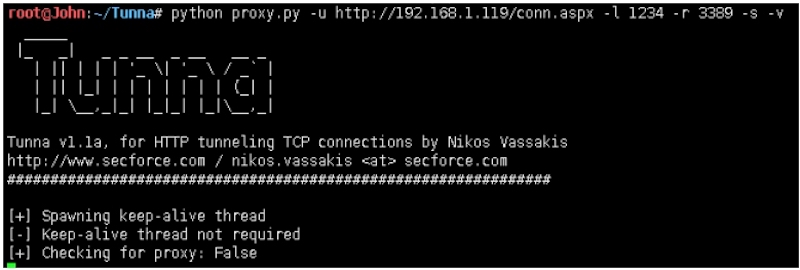 root@John:~/Tunna# python proxy.py -u http://192.168.1.119/conn.aspx -l 1234 -r 3389 -s -v
Tunna
Tunna v1.1a, for HTTP tunneling TCP connections by Nikos Vassakis
http://www.secforce.com / nikos.vassakis <at> secforce.com
###############################################################
[+] Spawning keep-alive thread
[-] Keep-alive thread not required
[+] Checking for proxy: False